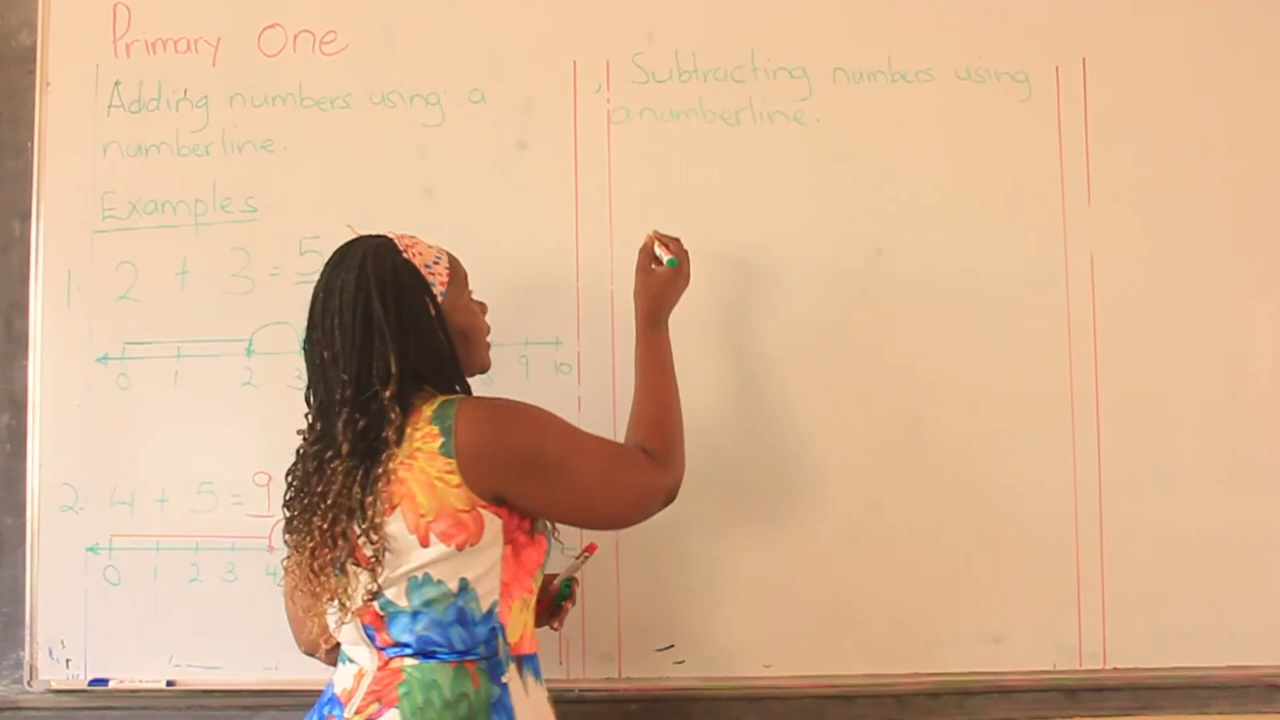 Primary One
Adding numbers using a
numberline.
Examples
1. 2 + 3 = 5
0 1 2 3 9 10
2. 4 + 5 = 9
0 1 2 3 4
Subtracting numbers using
a numberline.